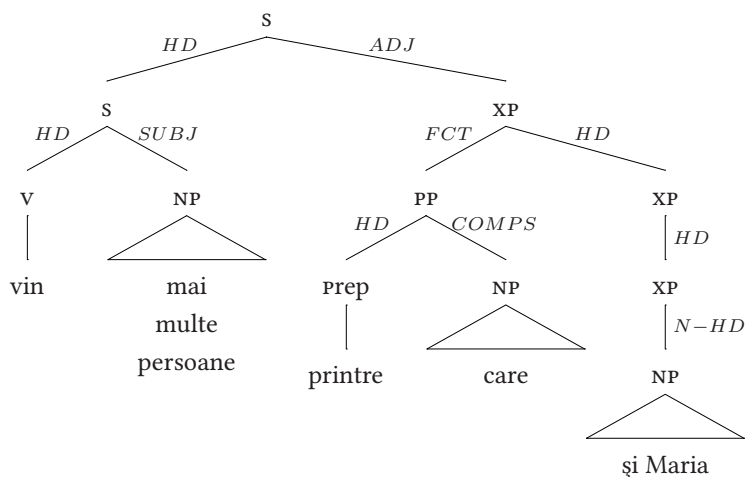 S
HD ADJ
S XP
HD SUBJ FCT HD
V NP PP XP
HD COMPS HD
vin mai Prep NP XP
multe N-HD
persoane printre care NP
şi Maria